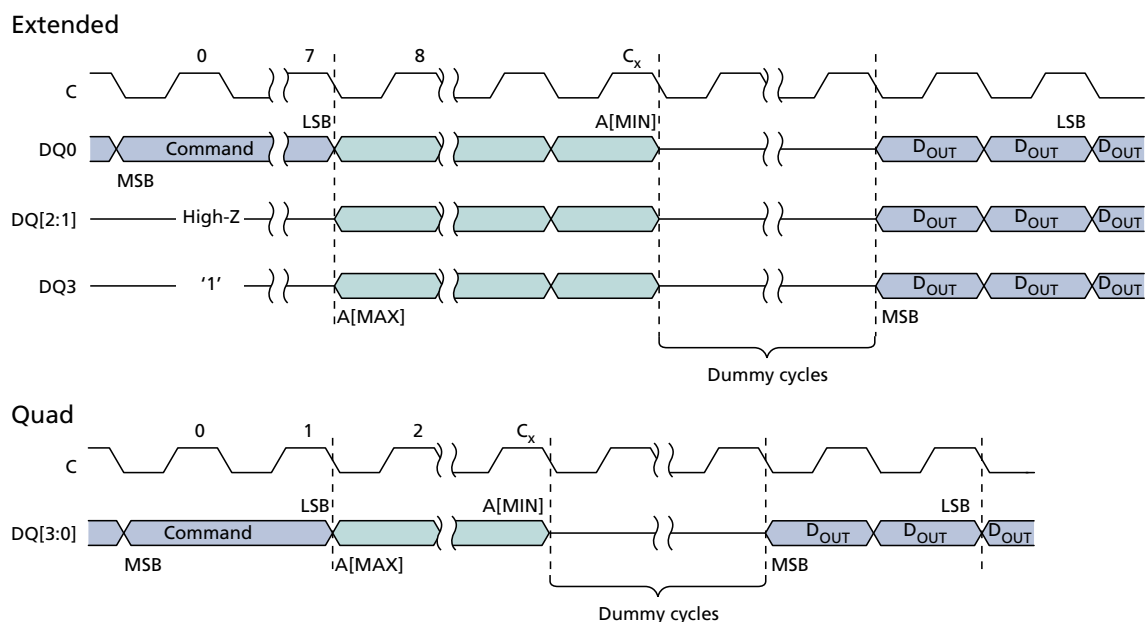 Extended
0 7 8 Cx
C
LSB A[MIN] LSB
DQ0 Command DOUT DOUT DOUT
MSB
DQ[2:1] High-Z DOUT DOUT DOUT
DQ3 '1' DOUT DOUT DOUT
A[MAX] MSB
Dummy cycles
Quad
0 1 2 Cx
C
LSB A[MIN] LSB
DQ[3:0] Command DOUT DOUT DOUT
MSB A[MAX] MSB
Dummy cycles